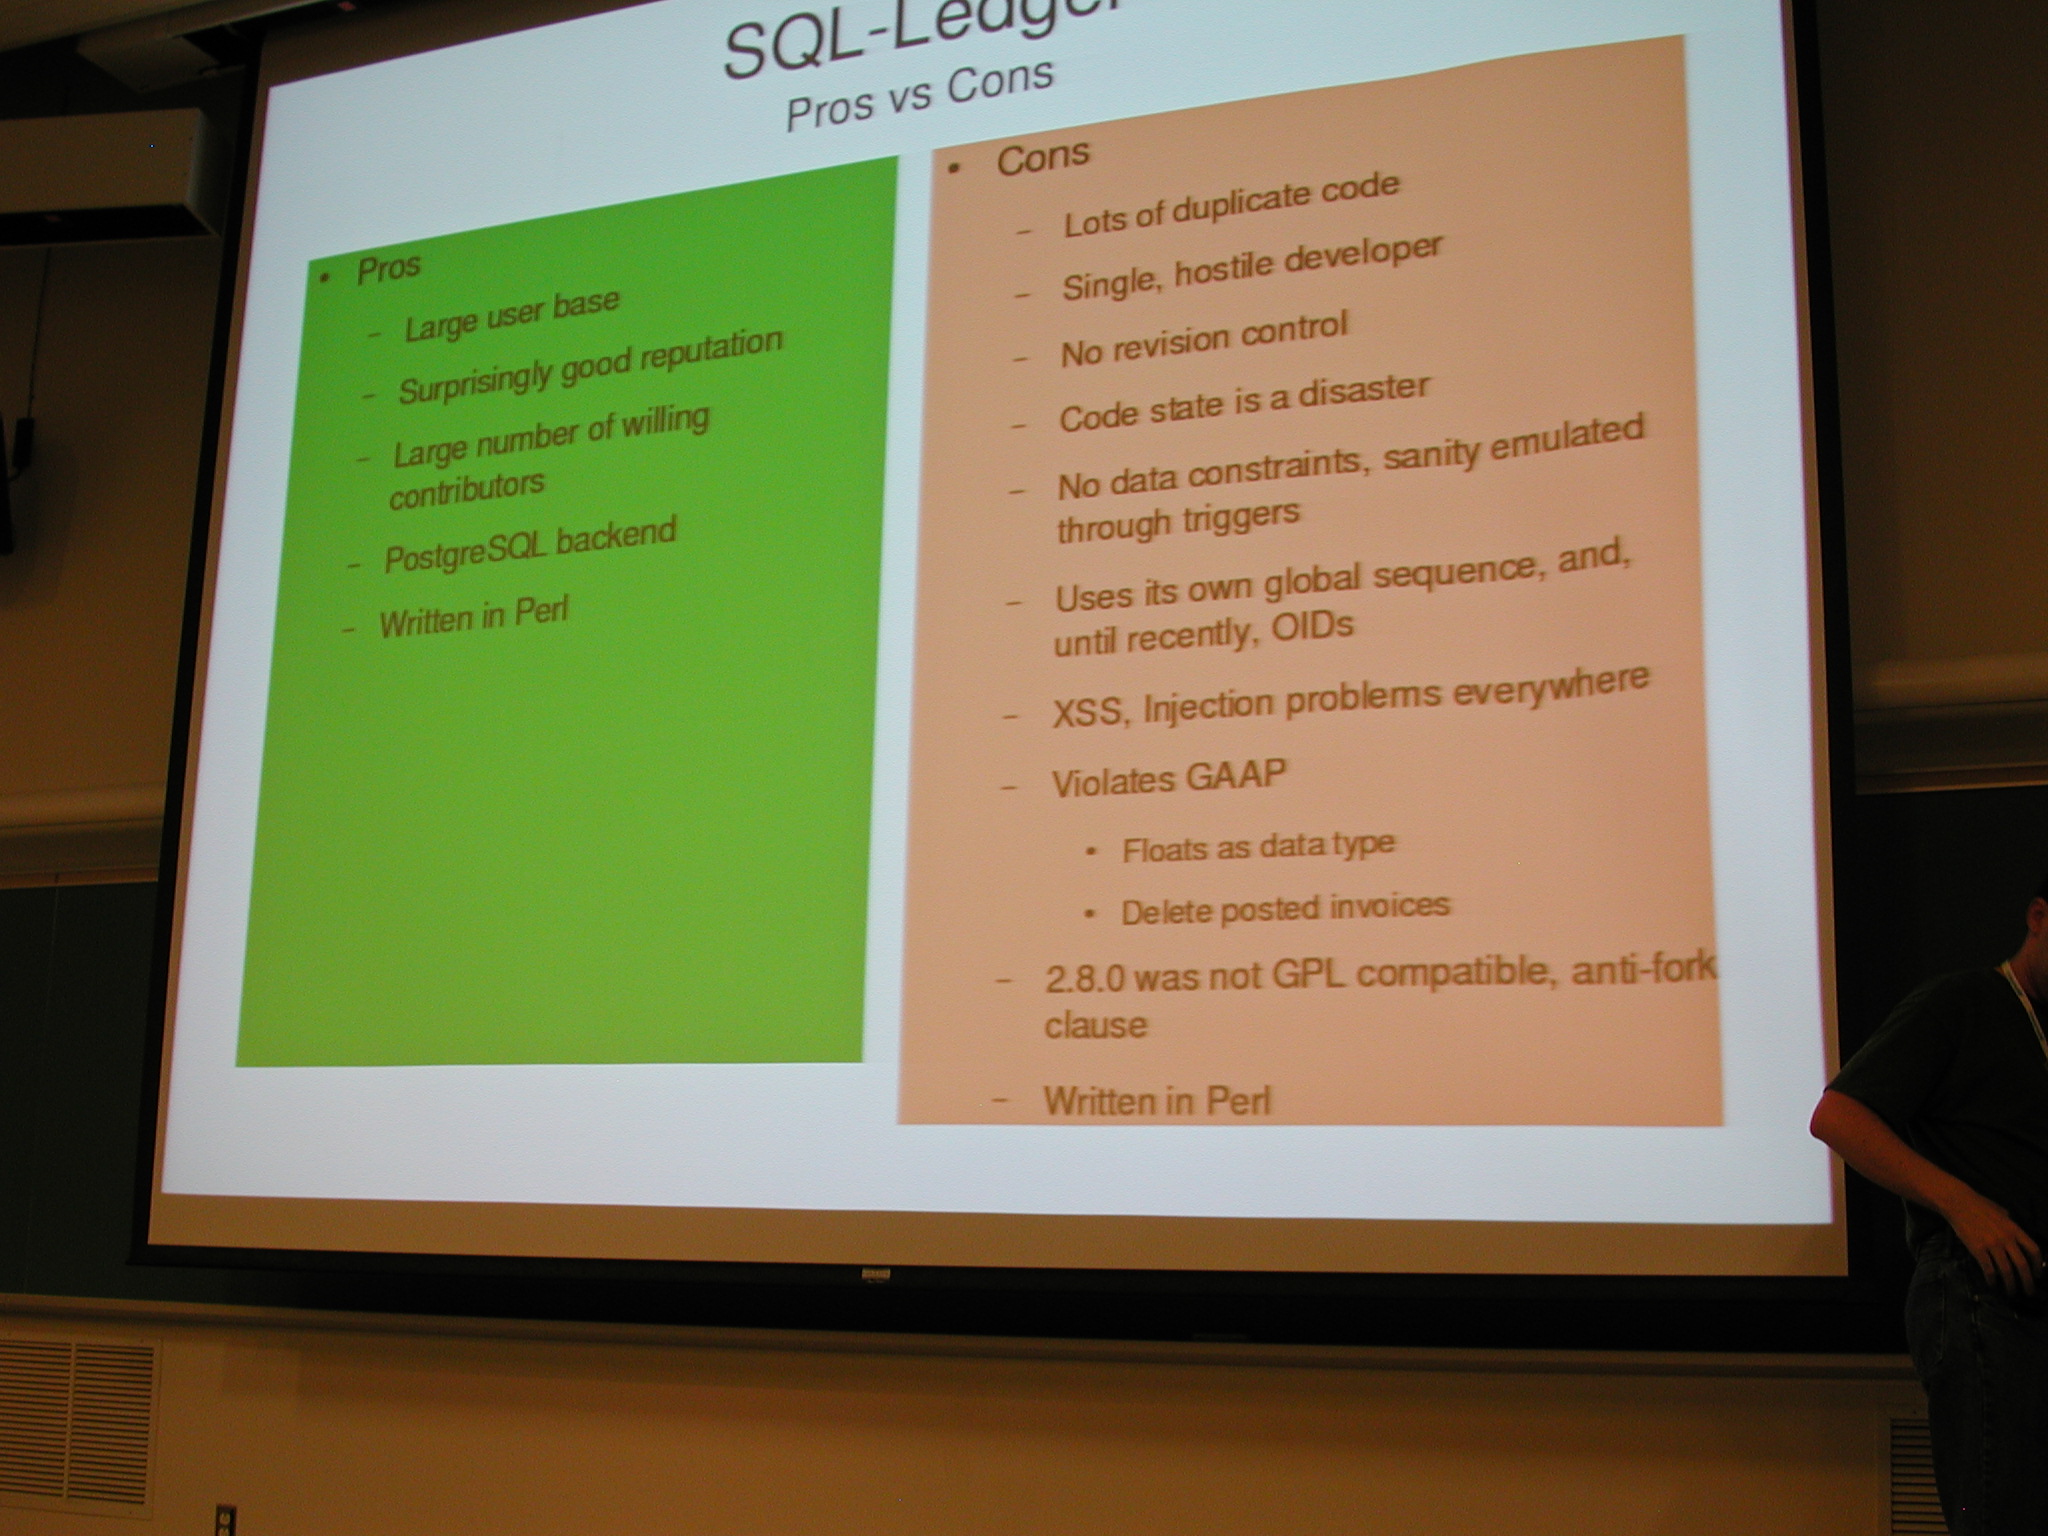 SQL-Ledger
Pros vs Cons
• Pros
– Large user base
– Surprisingly good reputation
– Large number of willing
contributors
– PostgreSQL backend
– Written in Perl
• Cons
– Lots of duplicate code
– Single, hostile developer
– No revision control
– Code state is a disaster
– No data constraints, sanity emulated
through triggers
– Uses its own global sequence, and,
until recently, OIDs
– XSS, Injection problems everywhere
– Violates GAAP
• Floats as data type
• Delete posted invoices
– 2.8.0 was not GPL compatible, anti-fork
clause
– Written in Perl